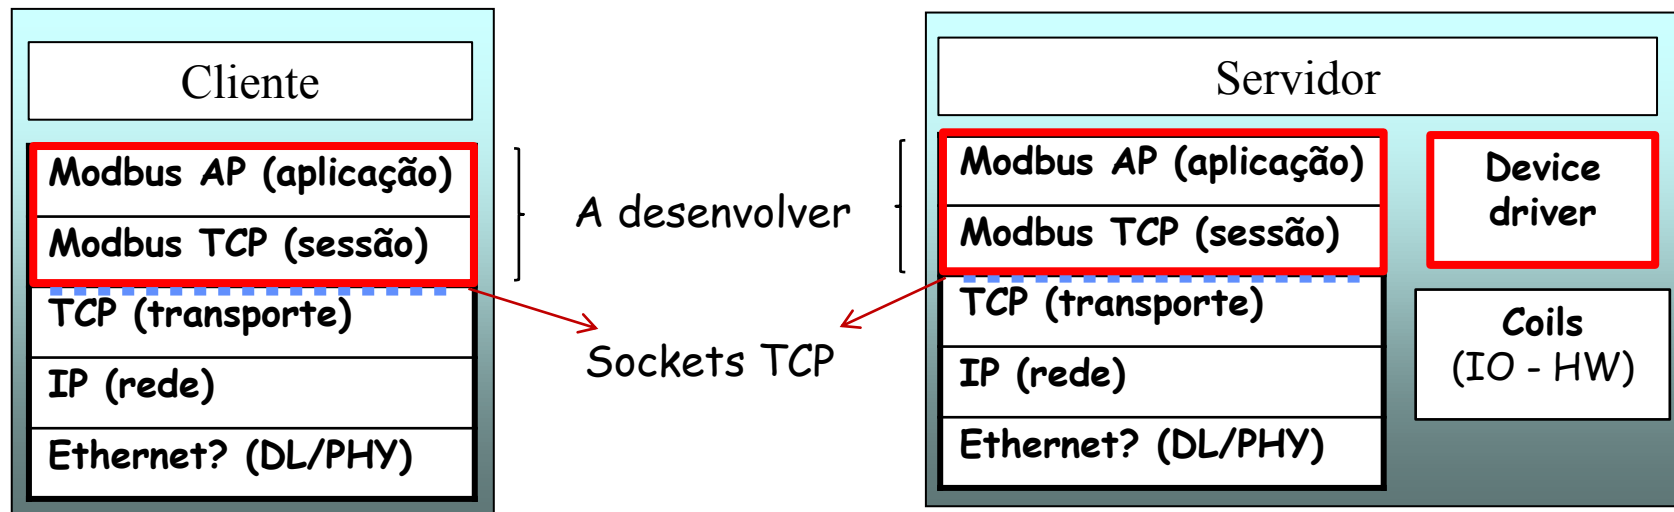 Cliente
Modbus AP (aplicação)
Modbus TCP (sessão)
TCP (transporte)
IP (rede)
Ethernet? (DL/PHY)
A desenvolver
Sockets TCP
Servidor
Modbus AP (aplicação)
Modbus TCP (sessão)
TCP (transporte)
IP (rede)
Ethernet? (DL/PHY)
Device
driver
Coils
(IO - HW)